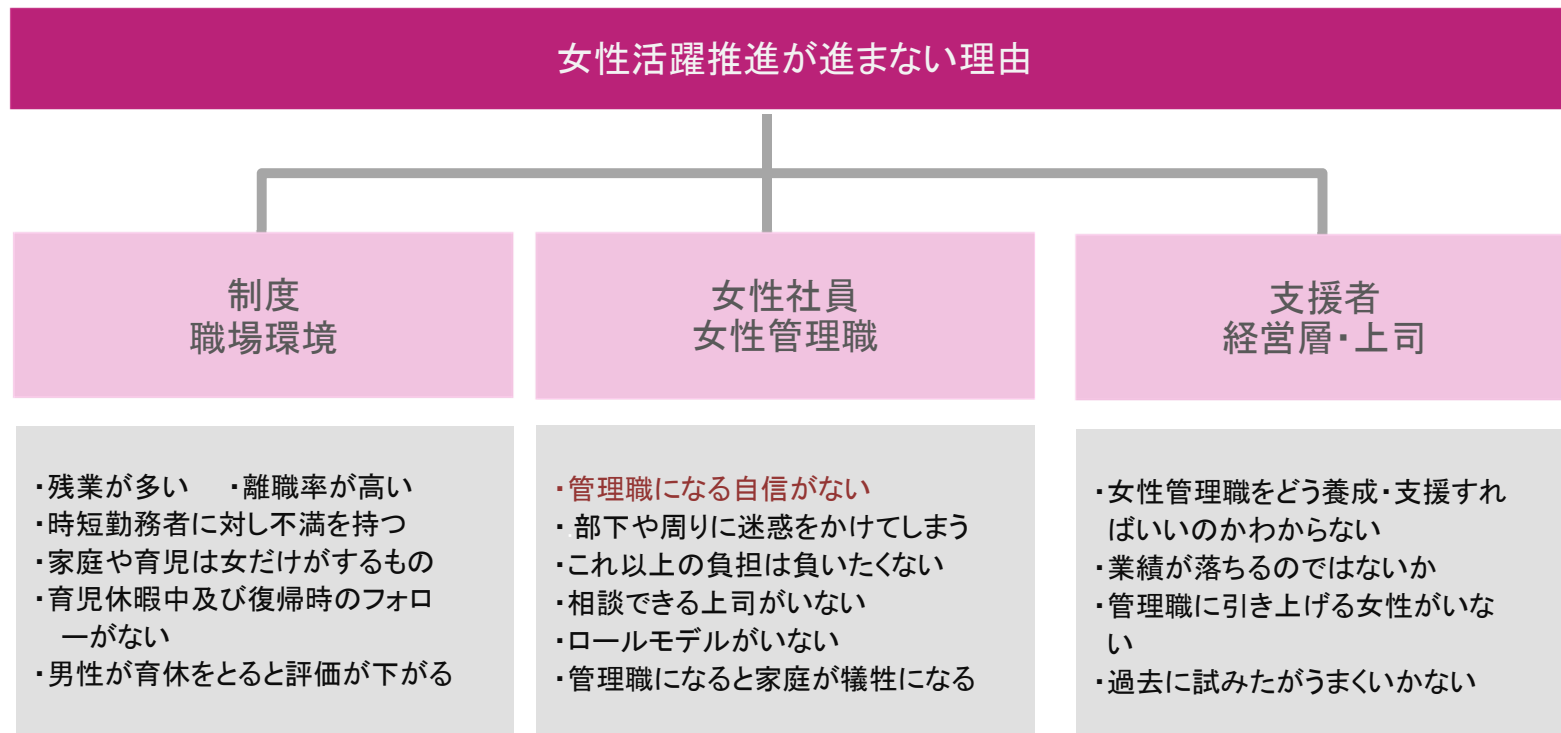 女性活躍推進が進まない理由
制度
職場環境
女性社員
女性管理職
支援者
経営層・上司
・残業が多い　・離職率が高い
・時短勤務者に対し不満を持つ
・家庭や育児は女だけがするもの
・育児休暇中及び復帰時のフォロ
ーがない
・男性が育休をとると評価が下がる
・管理職になる自信がない
・.部下や周りに迷惑をかけてしまう
・これ以上の負担は負いたくない
・相談できる上司がいない
・ロールモデルがいない
・管理職になると家庭が犠牲になる
・女性管理職をどう養成・支援すれ
ばいいのかわからない
・業績が落ちるのではないか
・管理職に引き上げる女性がいな
い
・過去に試みたがうまくいかない